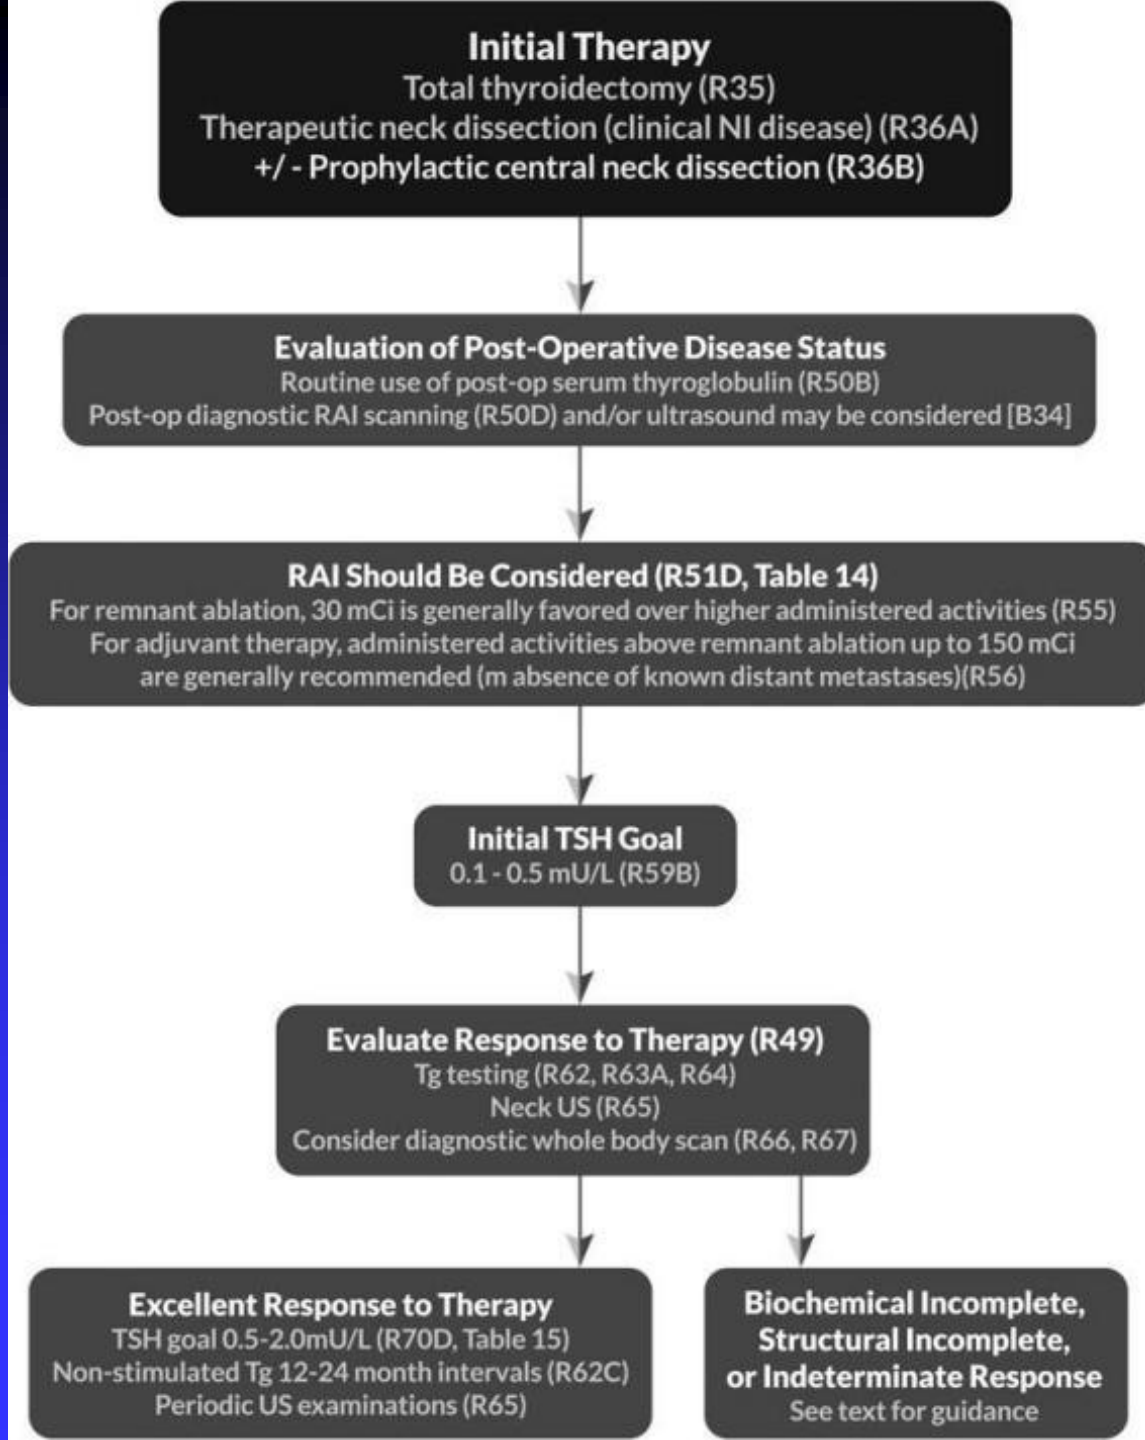 Initial Therapy
Total thyroidectomy (R35)
Therapeutic neck dissection (clinical NI disease) (R36A)
+/ - Prophylactic central neck dissection (R36B)
Evaluation of Post-Operative Disease Status
Routine use of post-op serum thyroglobulin (R50B)
Post-op diagnostic RAI scanning (R50D) and/or ultrasound may be considered [B34]
RAI Should Be Considered (R51D, Table 14)
For remnant ablation, 30 mCi is generally favored over higher administered activities (R55)
For adjuvant therapy, administered activities above remnant ablation up to 150 mCi
are generally recommended (m absence of known distant metastases)(R56)
Initial TSH Goal
0.1 - 0.5 mU/L (R59B)
Evaluate Response to Therapy (R49)
Tg testing (R62, R63A, R64)
Neck US (R65)
Consider diagnostic whole body scan (R66, R67)
Excellent Response to Therapy
TSH goal 0.5-2.0mU/L (R70D, Table 15)
Non-stimulated Tg 12-24 month intervals (R62C)
Periodic US examinations (R65)
Biochemical Incomplete,
Structural Incomplete,
or Indeterminate Response
See text for guidance